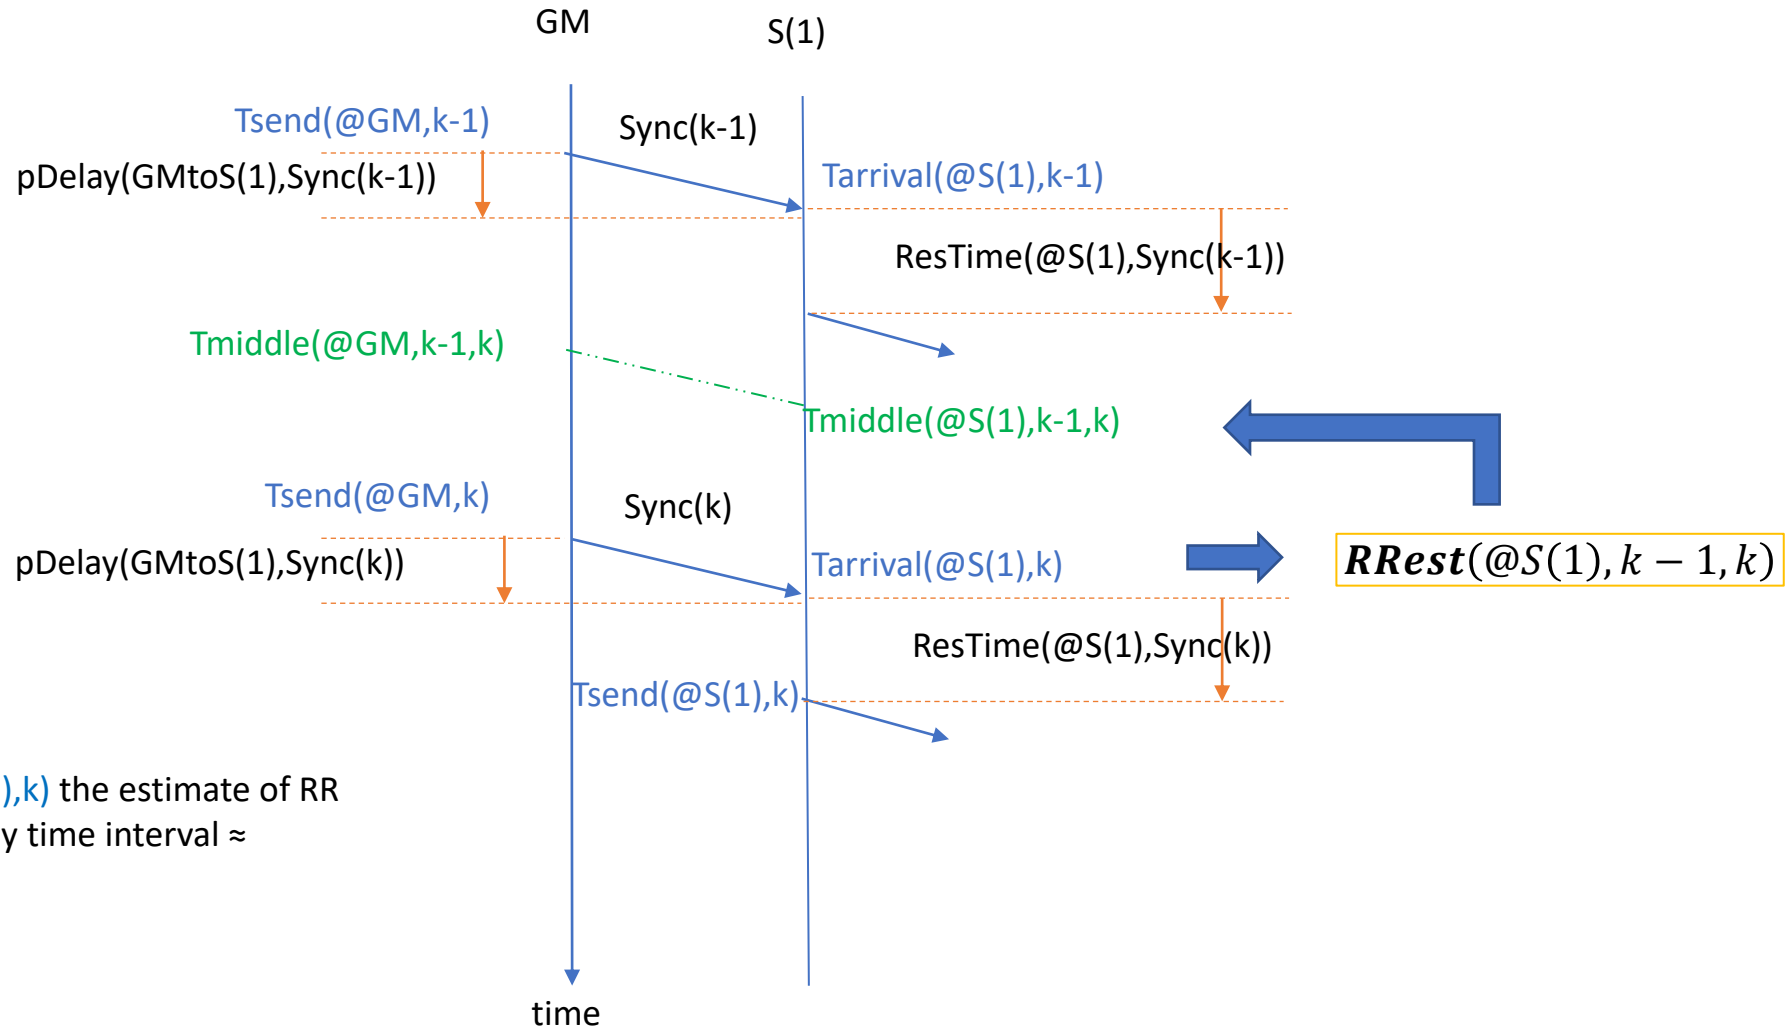 GM
S(1)
Tsend(@GM,k-1)
Sync(k-1)
pDelay(GMtoS(1),Sync(k-1))
Tarrival(@S(1),k-1)
ResTime(@S(1),Sync(k-1))
Tmiddle(@GM,k-1,k)
Tmiddle(@S(1),k-1,k)
Tsend(@GM,k)
Sync(k)
pDelay(GMtoS(1),Sync(k))
Tarrival(@S(1),k)
RRest(@S(1), k − 1, k)
ResTime(@S(1),Sync(k))
Tsend(@S(1),k)
),k) the estimate of RR
y time interval ≈
time